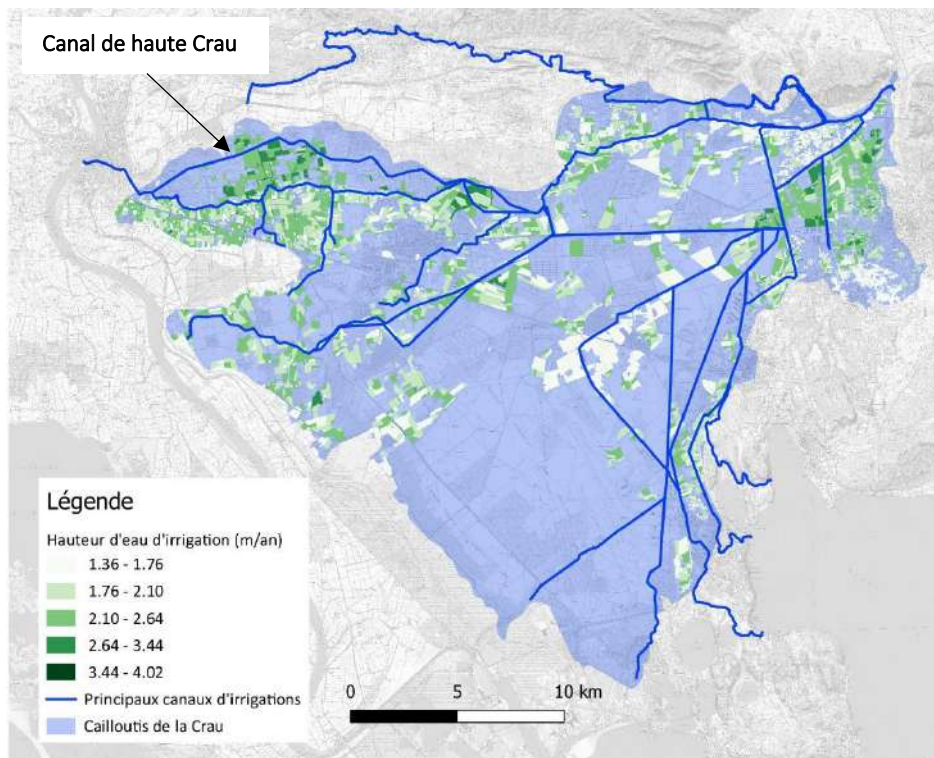 Canal de haute Crau
Légende
Hauteur d'eau d'irrigation (m/an)
1.36 - 1.76
1.76 - 2.10
2.10 - 2.64
2.64 - 3.44
3.44 - 4.02
Principaux canaux d'irrigations
Cailloutis de la Crau
0 5 10 km